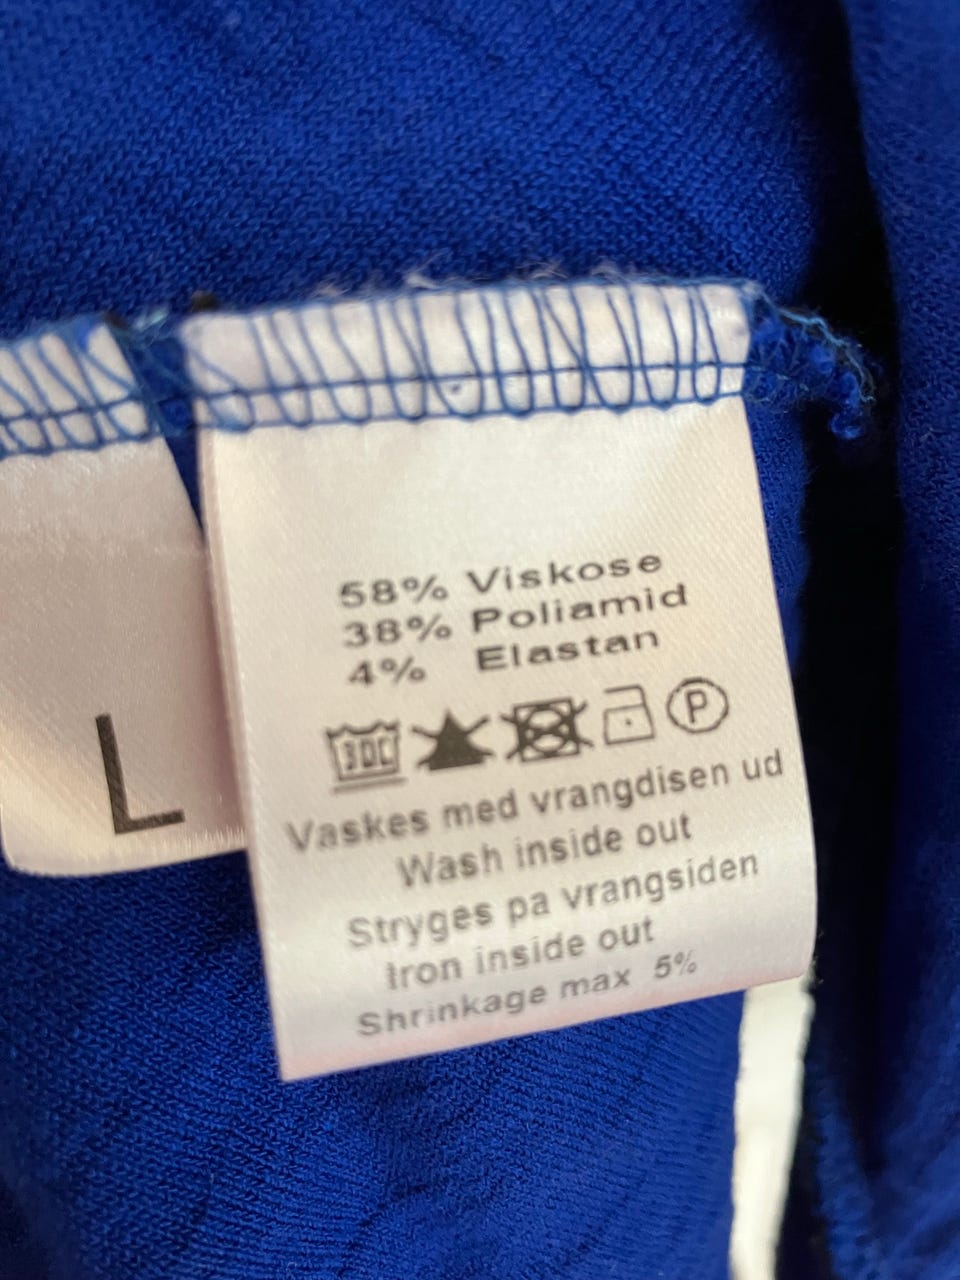 L
58% Viskose
38% Poliamid
4% Elastan
30C P
Vaskes med vrangdisen ud
Wash inside out
Stryges pa vrangsiden
Iron inside out
Shrinkage max 5%